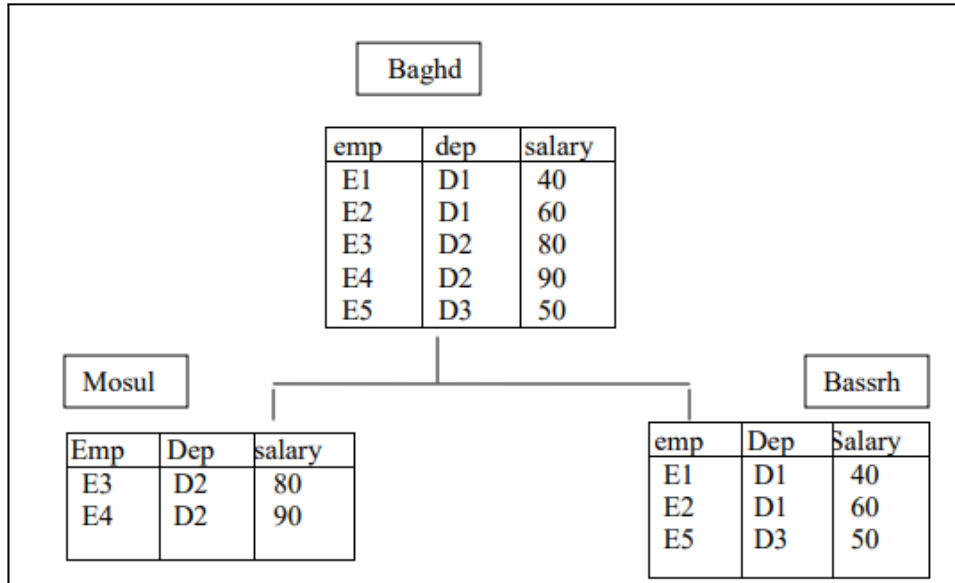 Baghd
emp dep salary
E1 D1 40
E2 D1 60
E3 D2 80
E4 D2 90
E5 D3 50
Mosul
Emp Dep salary
E3 D2 80
E4 D2 90
Bassrh
emp Dep Salary
E1 D1 40
E2 D1 60
E5 D3 50